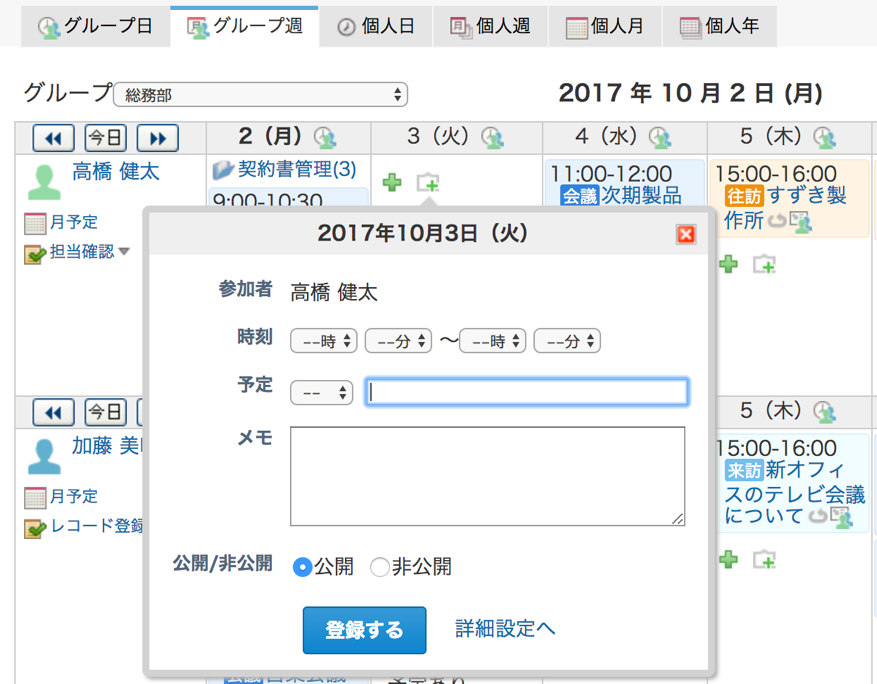 グループ日 グループ週 個人日 個人週 個人月 個人年
グループ 総務部 2017 年 10 月 2 日 (月)
今日 2 (月) 3 (火) 4 (水) 5 (木)
高橋 健太 契約書管理(3) 11:00-12:00 15:00-16:00
9:00-10:30 会議 次期製品 往訪 すずき製
月予定 作所
担当確認
2017年10月3日 (火)
参加者 高橋 健太
時刻 --時 --分 ～ --時 --分
予定 --
メモ
公開/非公開 公開 非公開
登録する 詳細設定へ
今日 5 (木)
加藤 美
月予定
レコード登録
15:00-16:00
来訪 新オフィ
スのテレビ会議
について